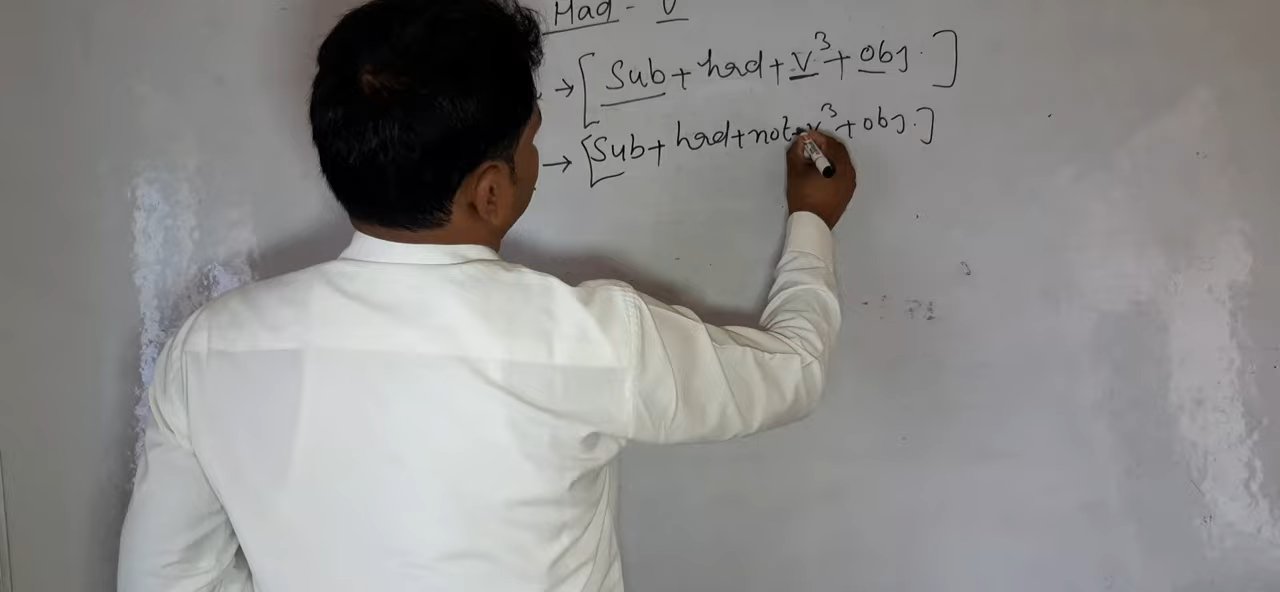 Had - V
→ [Sub + had + V³ + obj.]
→ [Sub + had + not + v³ + obj.]